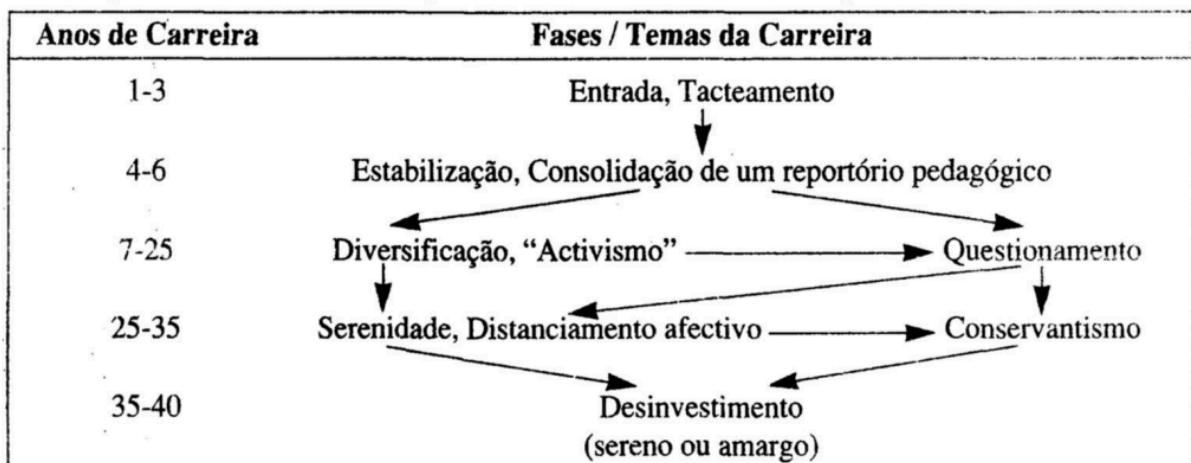 Anos de Carreira Fases / Temas da Carreira
1-3 Entrada, Tacteamento
4-6 Estabilização, Consolidação de um reportório pedagógico
7-25 Diversificação, “Activismo” Questionamento
25-35 Serenidade, Distanciamento afectivo Conservantismo
35-40 Desinvestimento
(sereno ou amargo)